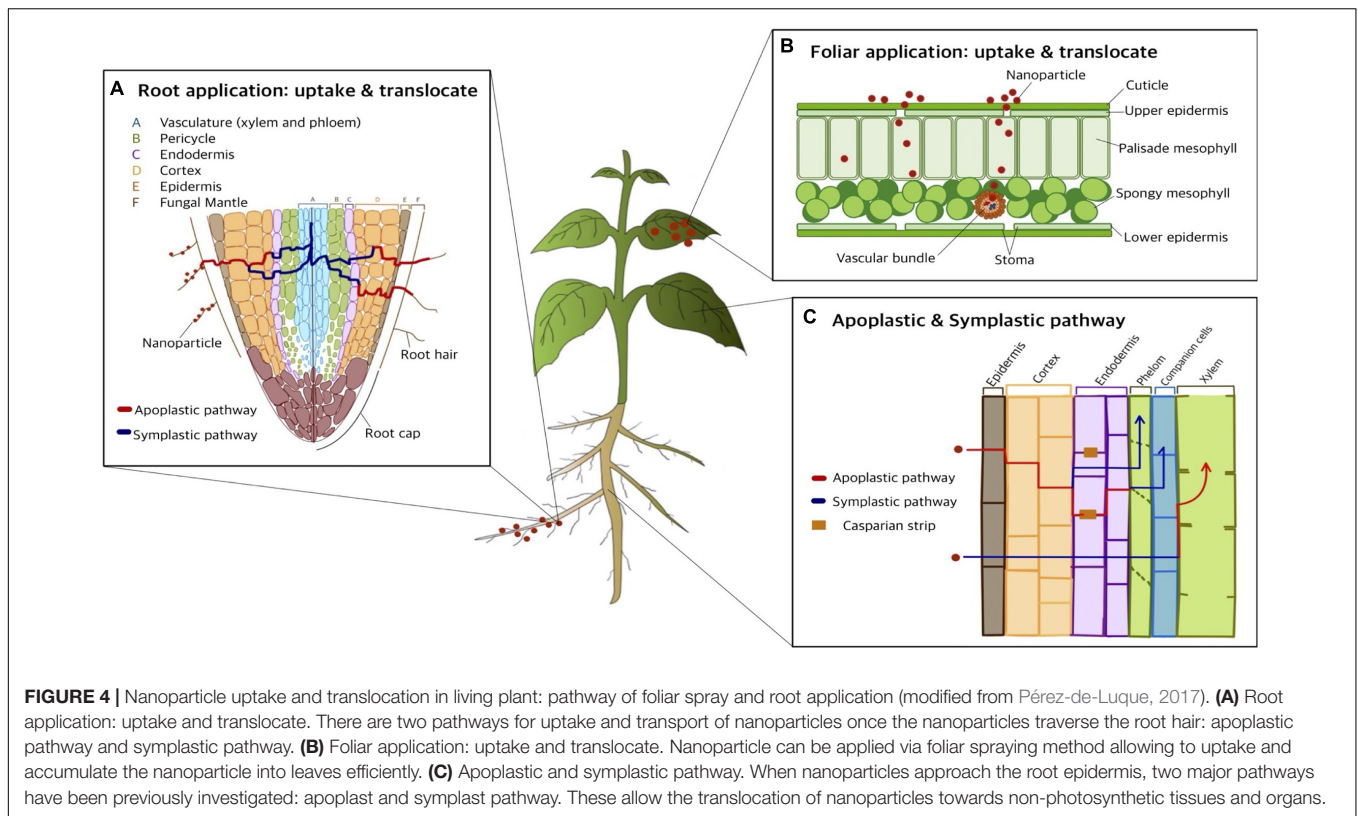 A Root application: uptake & translocate
A Vasculature (xylem and phloem)
B Pericycle
C Endodermis
D Cortex
E Epidermis
F Fungal Mantle
A
B
C
D
E
F
Nanoparticle
Root hair
Apoplastic pathway
Symplastic pathway
Root cap
B Foliar application: uptake & translocate
Nanoparticle
Cuticle
Upper epidermis
Palisade mesophyll
Spongy mesophyll
Lower epidermis
Vascular bundle
Stoma
C Apoplastic & Symplastic pathway
Epidermis
Cortex
Endodermis
Phelom
Companion cells
Xylem
Apoplastic pathway
Symplastic pathway
Casparian strip
FIGURE 4 | Nanoparticle uptake and translocation in living plant: pathway of foliar spray and root application (modified from Pérez-de-Luque, 2017). (A) Root
application: uptake and translocate. There are two pathways for uptake and transport of nanoparticles once the nanoparticles traverse the root hair: apoplastic
pathway and symplastic pathway. (B) Foliar application: uptake and translocate. Nanoparticle can be applied via foliar spraying method allowing to uptake and
accumulate the nanoparticle into leaves efficiently. (C) Apoplastic and symplastic pathway. When nanoparticles approach the root epidermis, two major pathways
have been previously investigated: apoplast and symplast pathway. These allow the translocation of nanoparticles towards non-photosynthetic tissues and organs.